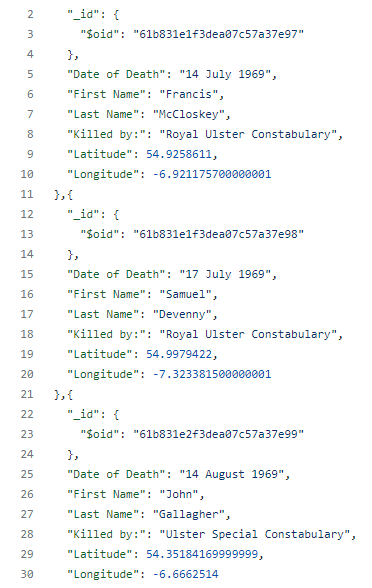 2 "_id": {
3 "$oid": "61b831e1f3dea07c57a37e97"
4 },
5 "Date of Death": "14 July 1969",
6 "First Name": "Francis",
7 "Last Name": "McCloskey",
8 "Killed by:": "Royal Ulster Constabulary",
9 "Latitude": 54.9258611,
10 "Longitude": -6.921175700000001
11 },{
12 "_id": {
13 "$oid": "61b831e1f3dea07c57a37e98"
14 },
15 "Date of Death": "17 July 1969",
16 "First Name": "Samuel",
17 "Last Name": "Devenny",
18 "Killed by:": "Royal Ulster Constabulary",
19 "Latitude": 54.9979422,
20 "Longitude": -7.323381500000001
21 },{
22 "_id": {
23 "$oid": "61b831e2f3dea07c57a37e99"
24 },
25 "Date of Death": "14 August 1969",
26 "First Name": "John",
27 "Last Name": "Gallagher",
28 "Killed by:": "Ulster Special Constabulary",
29 "Latitude": 54.35184169999999,
30 "Longitude": -6.6662514